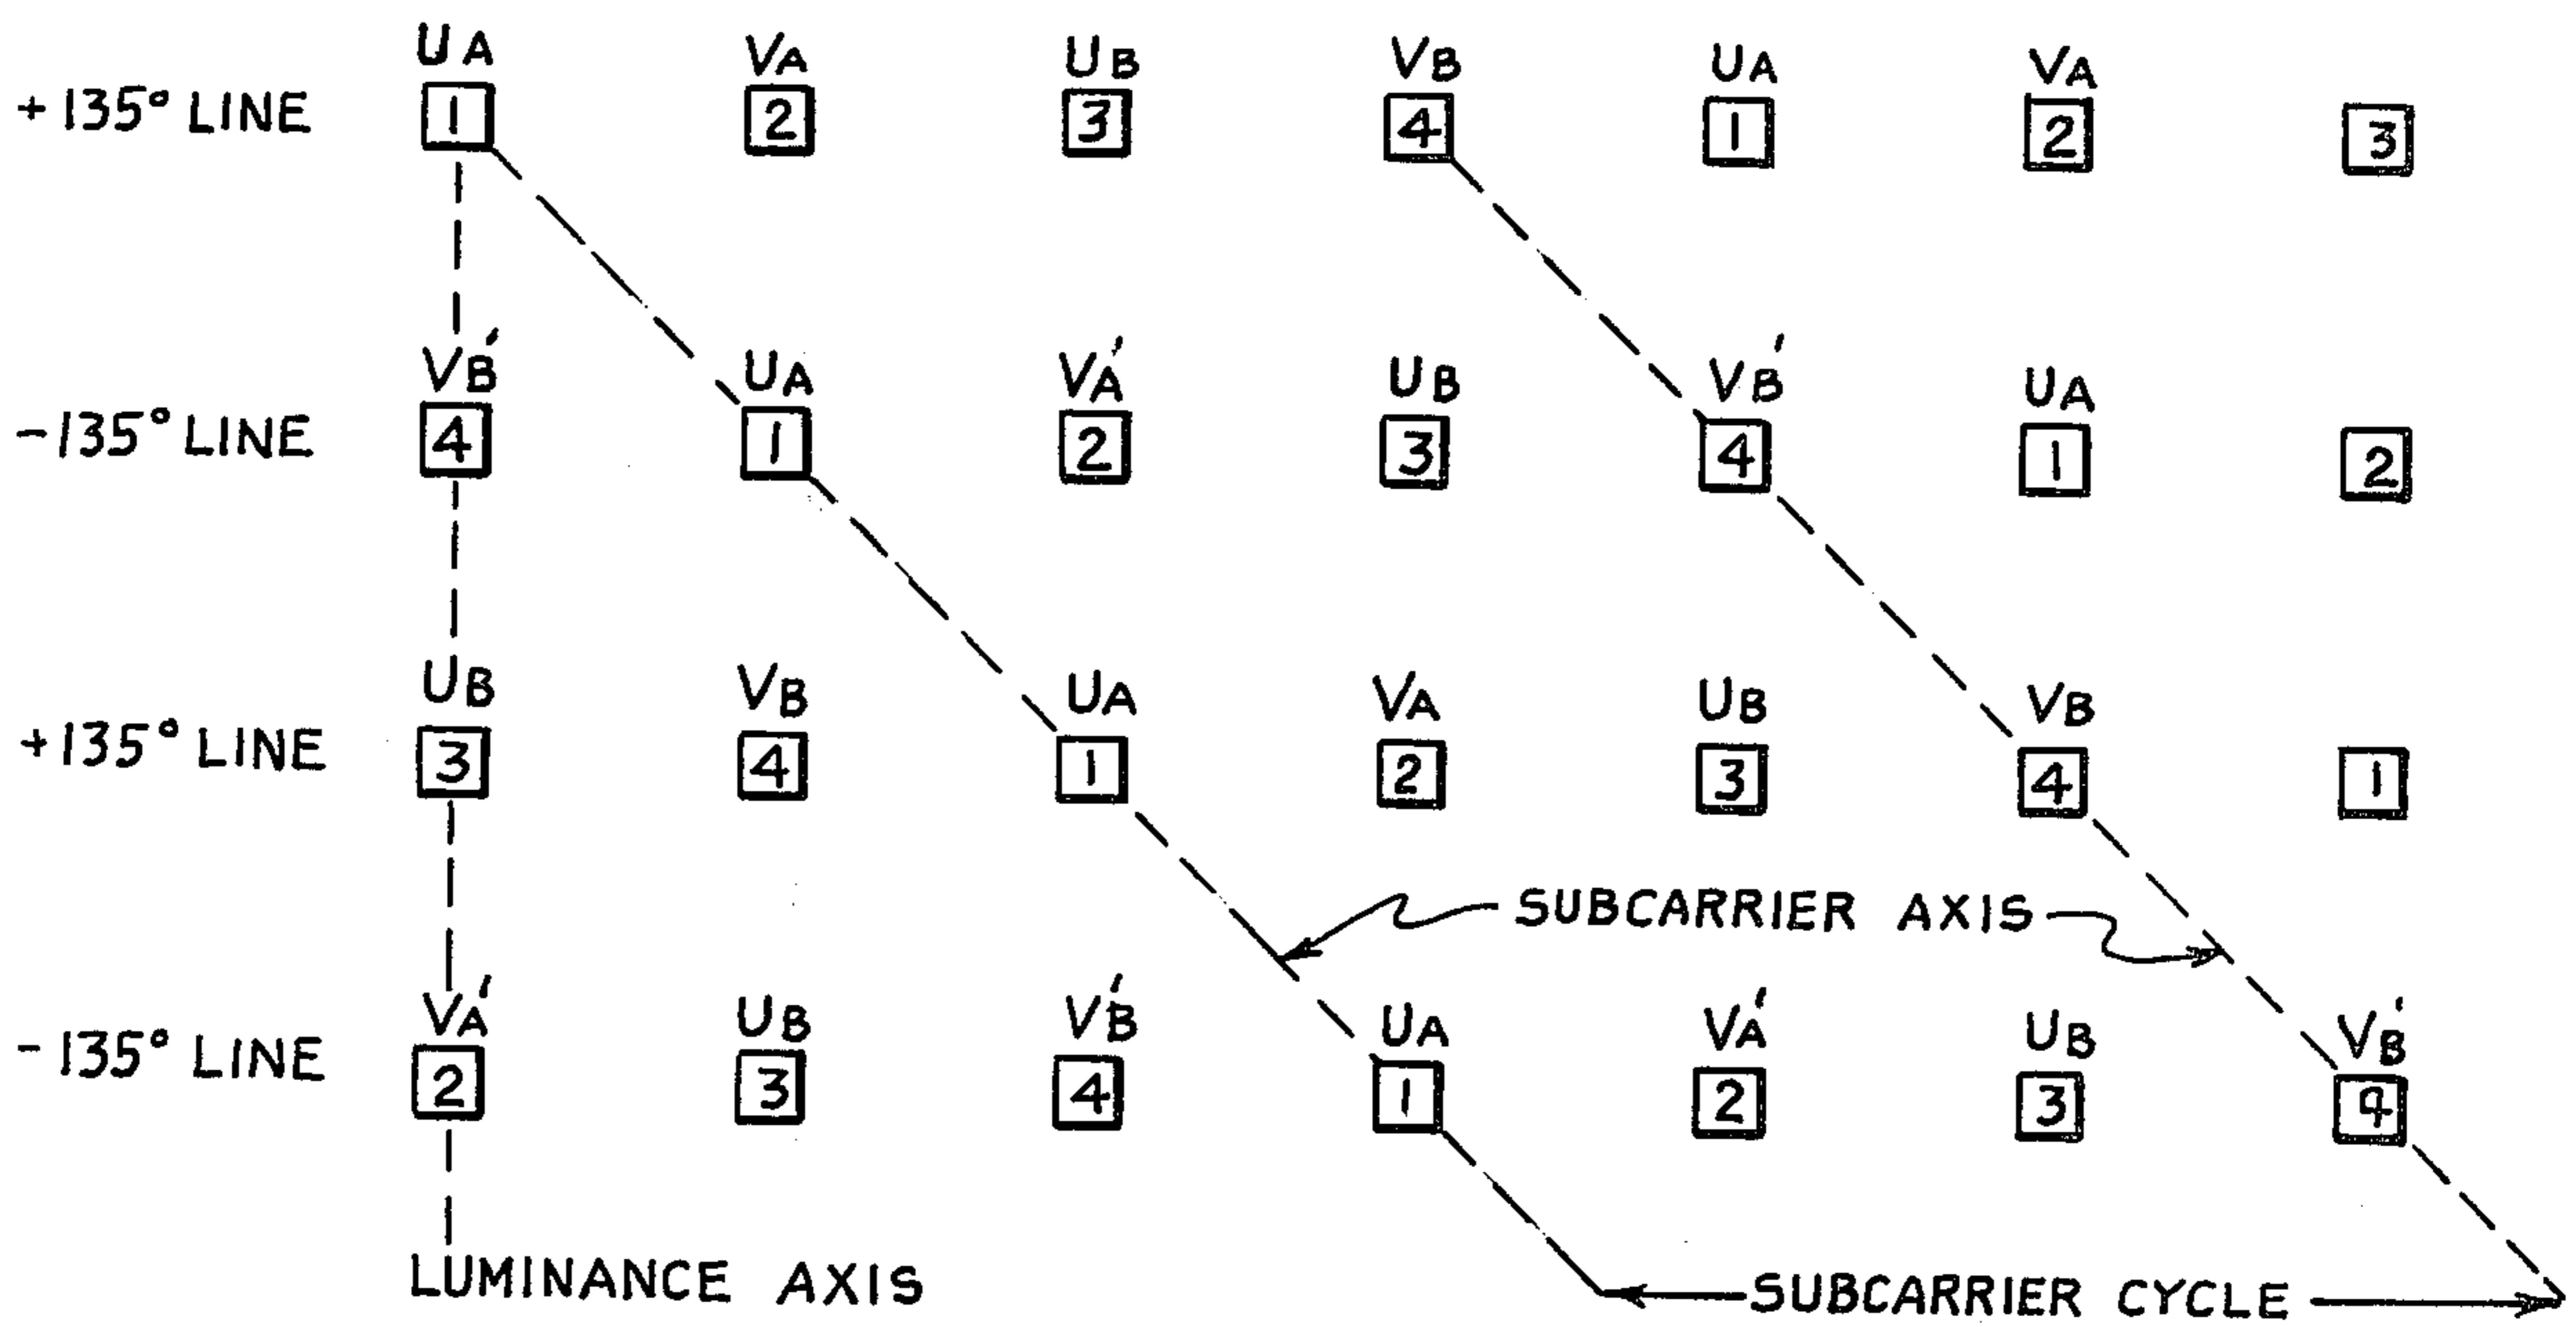 UA VA UB VB UA VA
+135° LINE 1 2 3 4 1 2 3
VB' UA VA' UB VB' UA
-135° LINE 4 1 2 3 4 1 2
UB VB UA VA UB VB
+135° LINE 3 4 1 2 3 4 1
SUBCARRIER AXIS
VA' UB VB' UA VA' UB VB'
-135° LINE 2 3 4 1 2 3 4
LUMINANCE AXIS
SUBCARRIER CYCLE